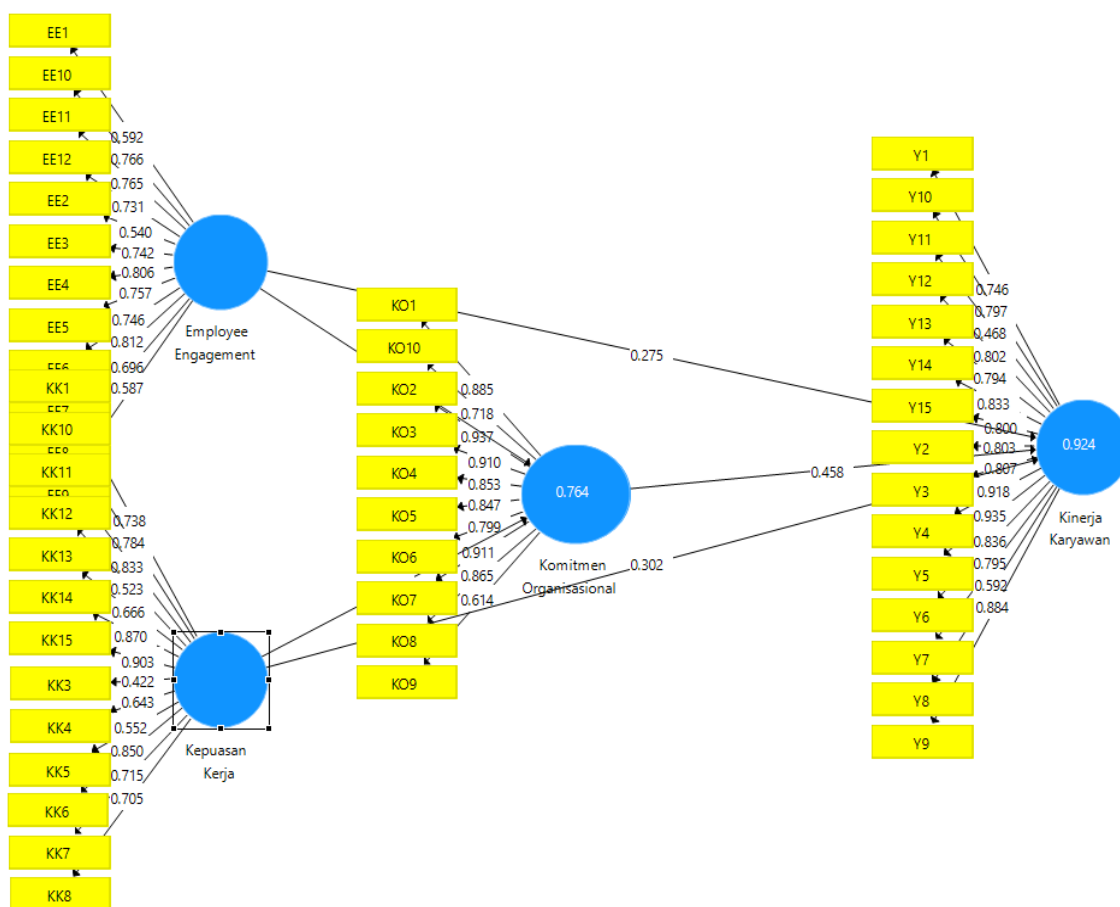 EE1
EE10
EE11
EE12
EE2
EE3
EE4
EE5
EE6
KK1
EE7
KK10
EE8
KK11
EE9
KK12
KK13
KK14
KK15
KK3
KK4
KK5
KK6
KK7
KK8
0.592
0.766
0.765
0.731
0.540
0.742
0.806
0.757
0.746
0.812
0.696
0.587
0.738
0.784
0.833
0.523
0.666
0.870
0.903
0.422
0.643
0.552
0.850
0.715
0.705
Employee
Engagement
Kepuasan
Kerja
KO1
KO10
KO2
KO3
KO4
KO5
KO6
KO7
KO8
KO9
0.885
0.718
0.937
0.910
0.853
0.847
0.799
0.911
0.865
0.614
0.764
Komitmen
Organisasional
0.275
0.458
0.302
Y1
Y10
Y11
Y12
Y13
Y14
Y15
Y2
Y3
Y4
Y5
Y6
Y7
Y8
Y9
0.746
0.797
0.468
0.802
0.794
0.833
0.800
0.803
0.807
0.918
0.935
0.836
0.795
0.592
0.884
0.924
Kinerja
Karyawan